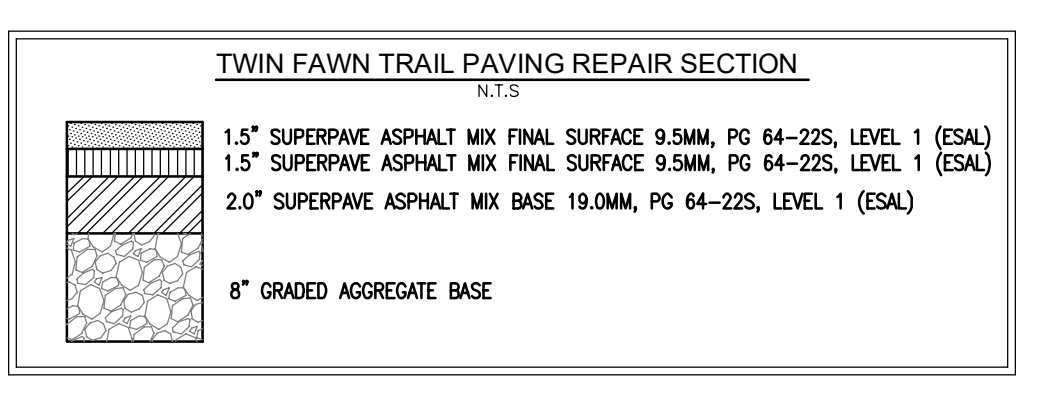 TWIN FAWN TRAIL PAVING REPAIR SECTION
N.T.S
1.5" SUPERPAVE ASPHALT MIX FINAL SURFACE 9.5MM, PG 64-22S, LEVEL 1 (ESAL)
1.5" SUPERPAVE ASPHALT MIX FINAL SURFACE 9.5MM, PG 64-22S, LEVEL 1 (ESAL)
2.0" SUPERPAVE ASPHALT MIX BASE 19.0MM, PG 64-22S, LEVEL 1 (ESAL)
8" GRADED AGGREGATE BASE